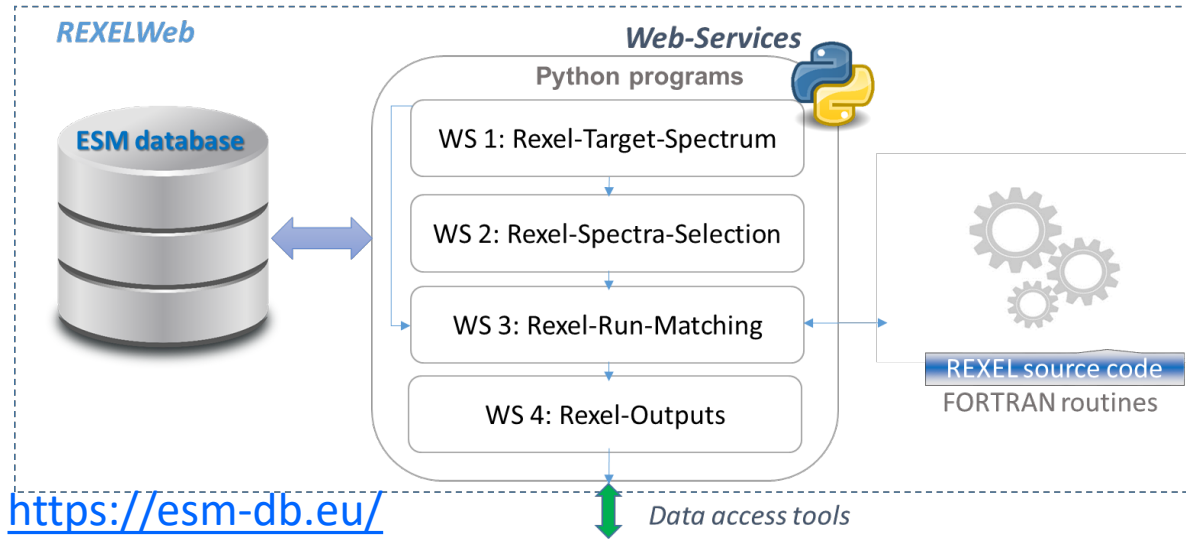 REXELWeb
Web-Services
Python programs
ESM database
WS 1: Rexel-Target-Spectrum
WS 2: Rexel-Spectra-Selection
WS 3: Rexel-Run-Matching
WS 4: Rexel-Outputs
REXEL source code
FORTRAN routines
https://esm-db.eu/
Data access tools